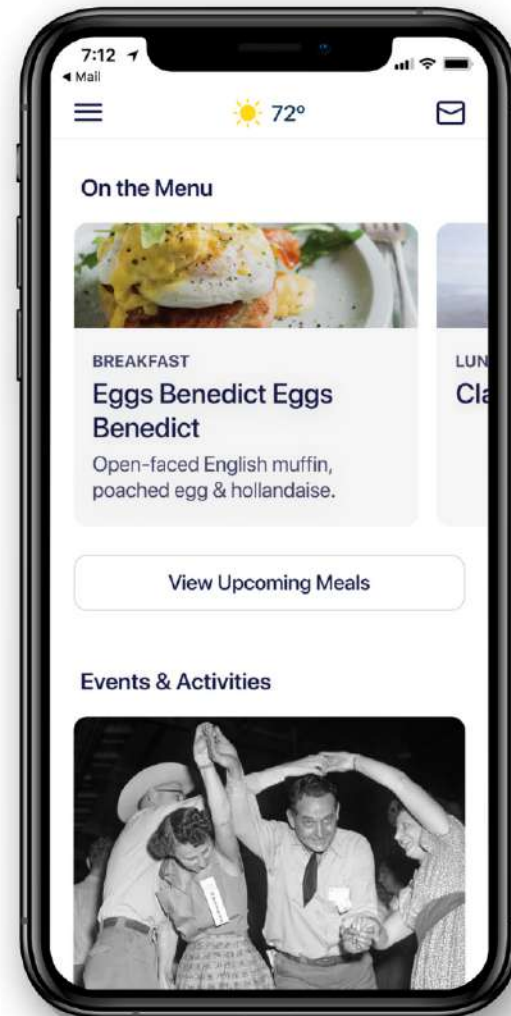 7:12
Mail
72°
On the Menu
BREAKFAST
Eggs Benedict Eggs
Benedict
Open-faced English muffin,
poached egg & hollandaise.
LUN
Cla
View Upcoming Meals
Events & Activities